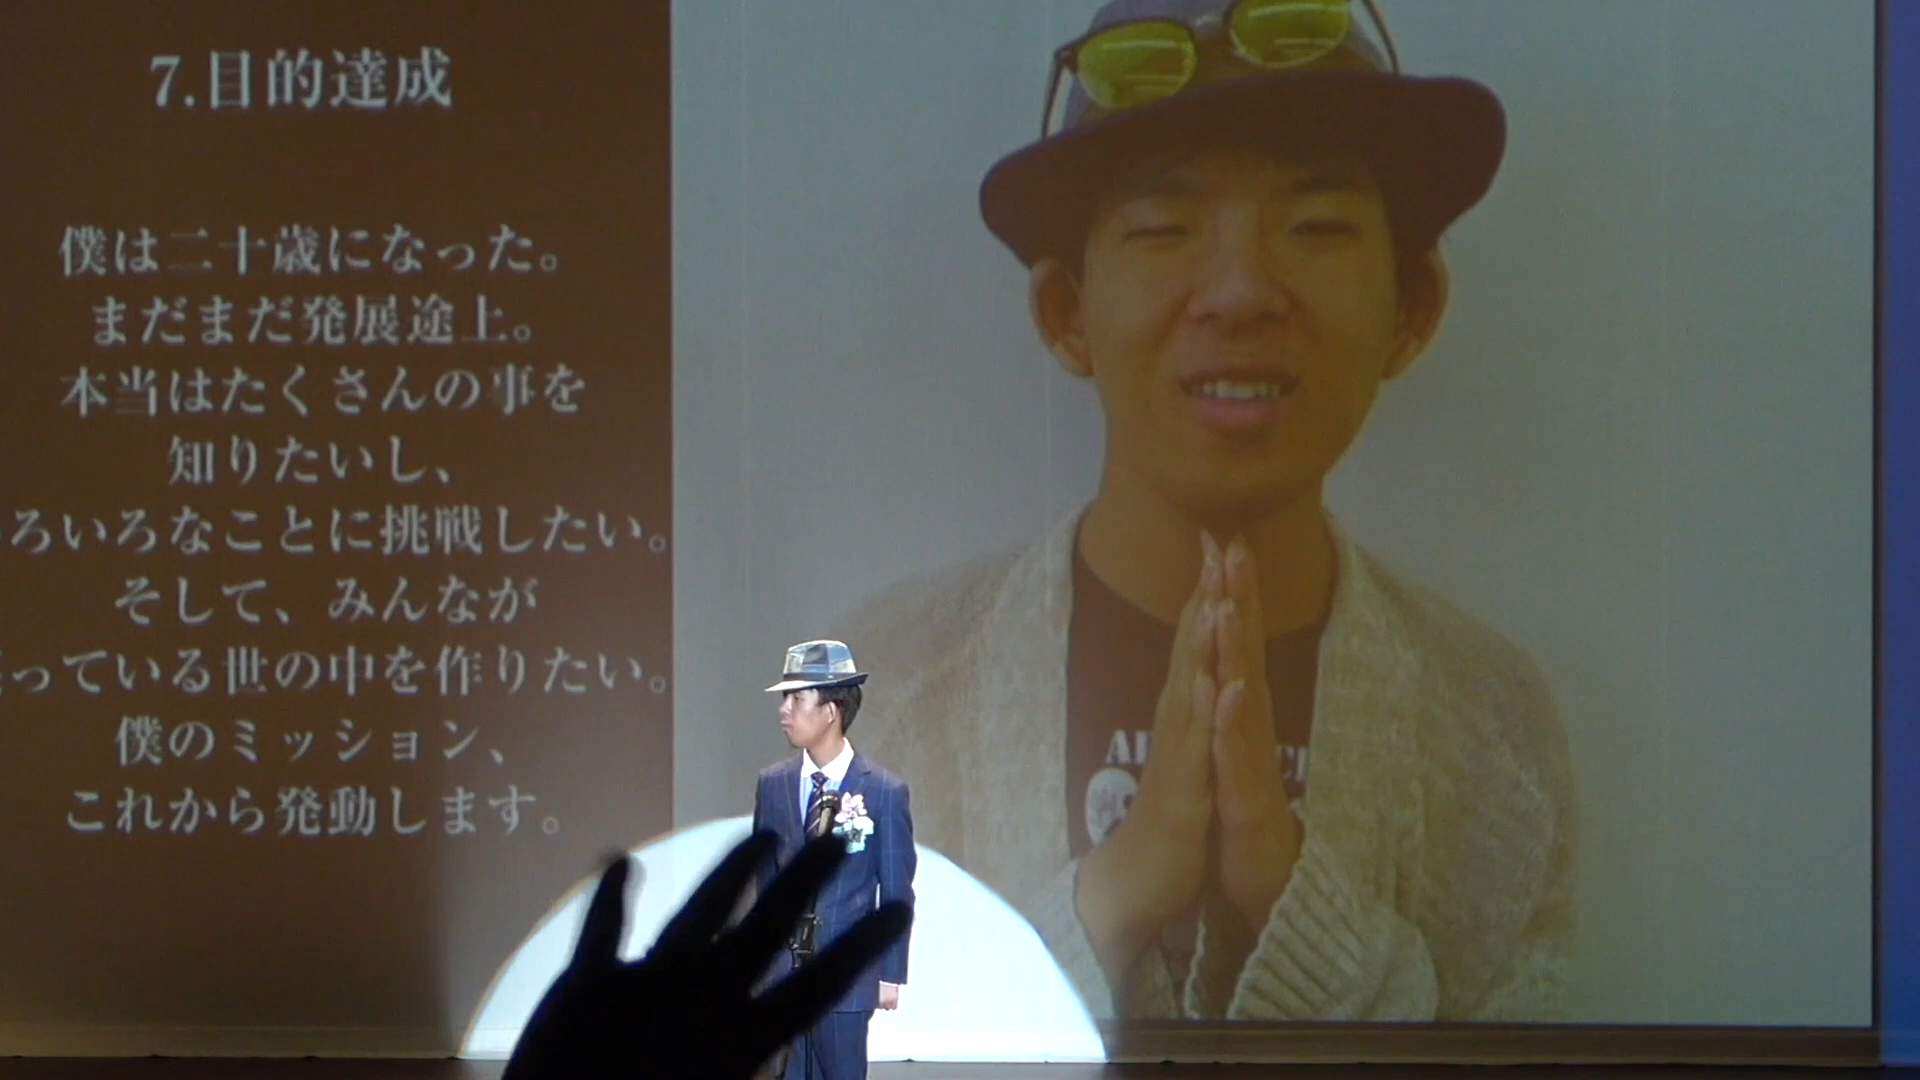 7.目的達成
僕は二十歳になった。
まだまだ発展途上。
本当はたくさんの事を
知りたいし、
ろいろなことに挑戦したい。
そして、みんなが
っている世の中を作りたい。
僕のミッション、
これから発動します。